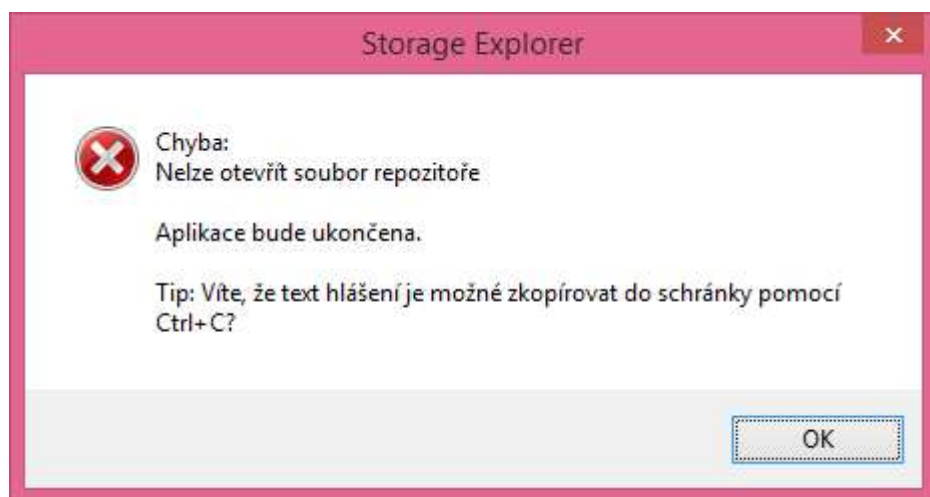 Storage Explorer
Chyba:
Nelze otevřít soubor repozitoře
Aplikace bude ukončena.
Tip: Víte, že text hlášení je možné zkopírovat do schránky pomocí
Ctrl+C?
OK